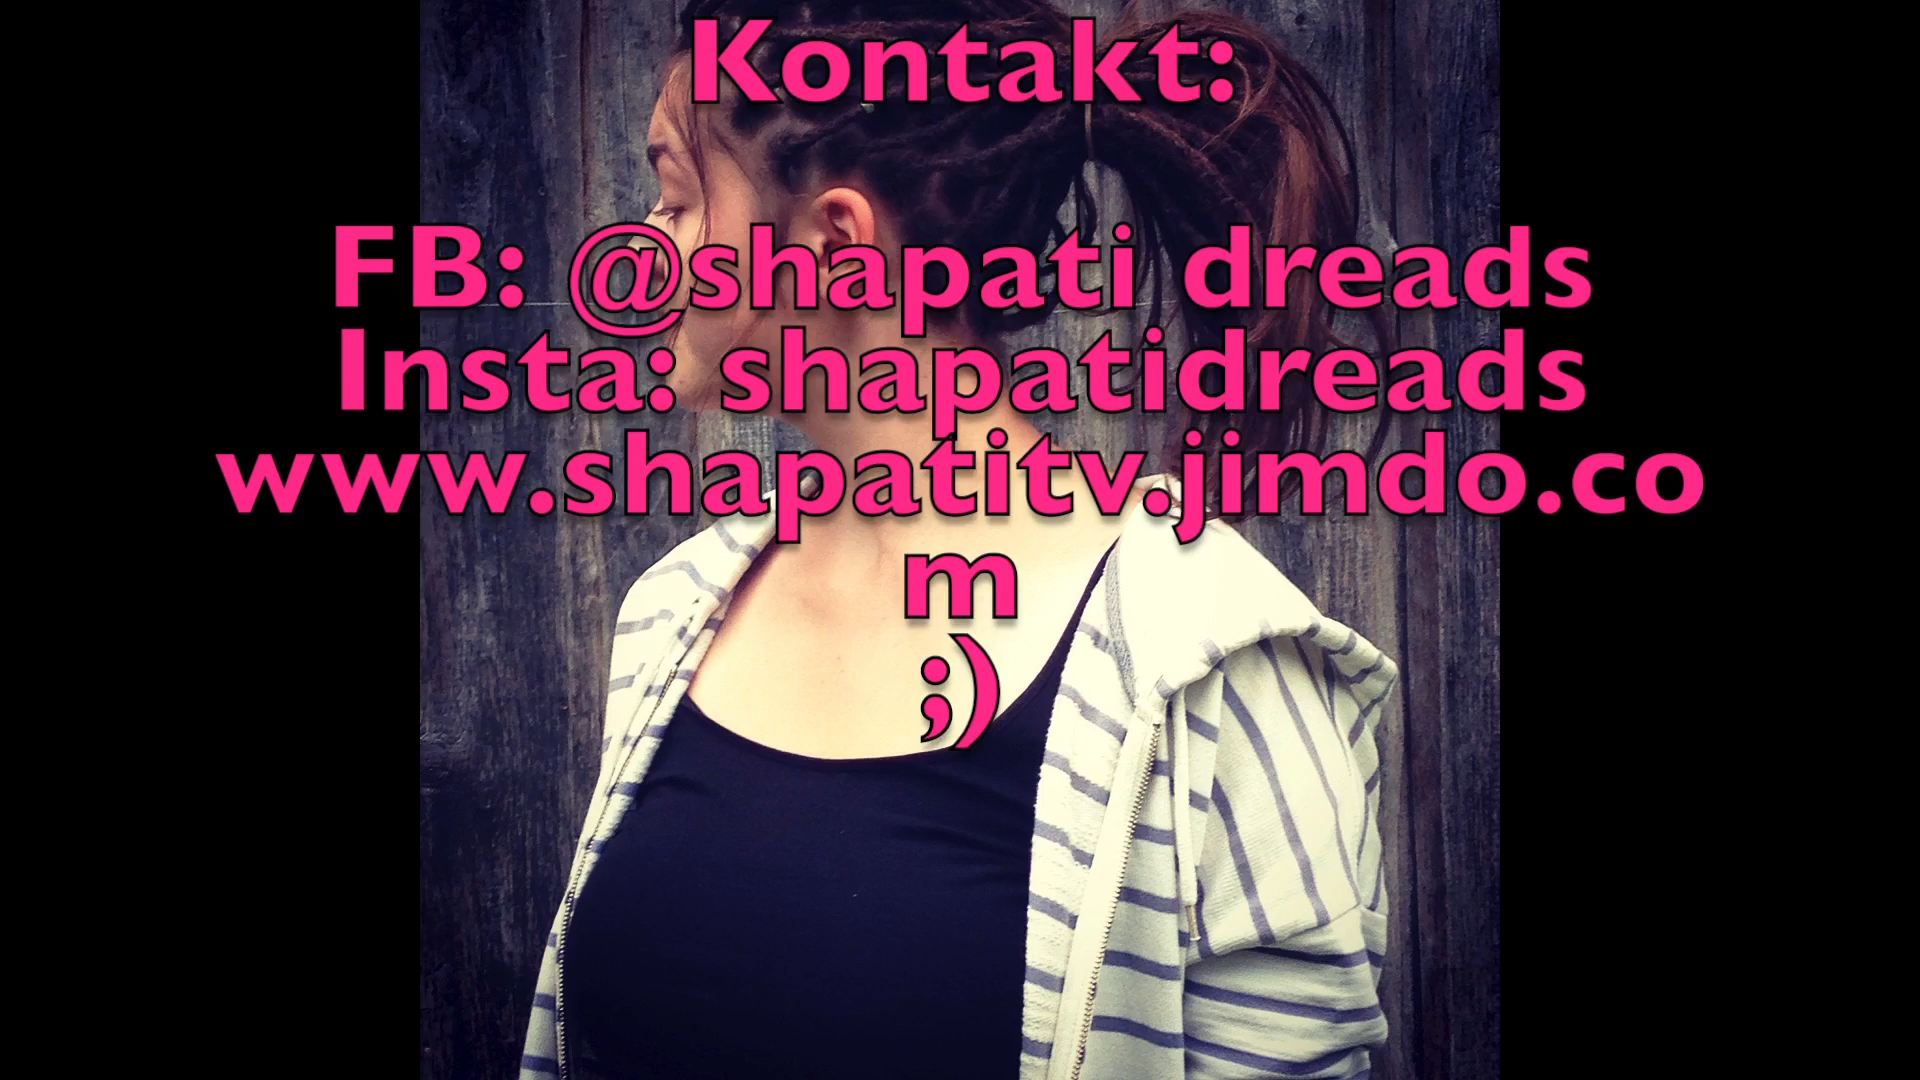 Kontakt:
FB: @shapati dreads
Insta: shapatidreads
www.shapatitv.jimdo.co
m
;)